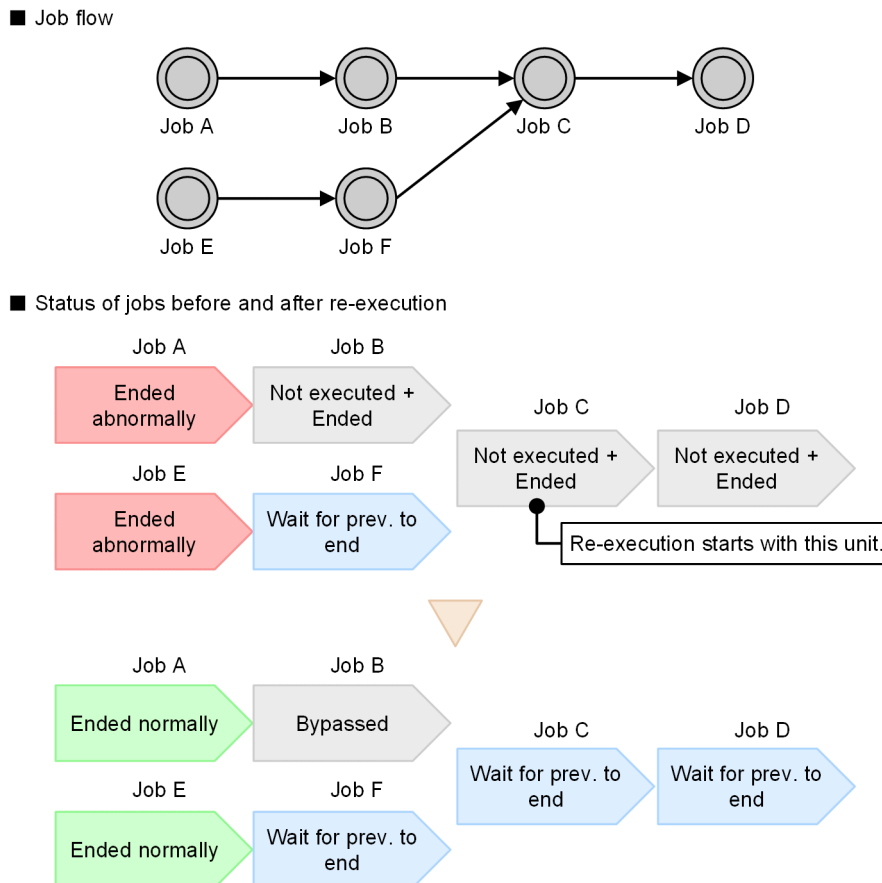 ■ Job flow
Job A
Job B
Job C
Job D
Job E
Job F
■ Status of jobs before and after re-execution
Job A
Job B
Ended
abnormally
Not executed +
Ended
Job C
Job D
Not executed +
Ended
Not executed +
Ended
Job E
Job F
Ended
abnormally
Wait for prev. to
end
Re-execution starts with this unit.
Job A
Job B
Ended normally
Bypassed
Job C
Job D
Wait for prev. to
end
Wait for prev. to
end
Job E
Job F
Ended normally
Wait for prev. to
end